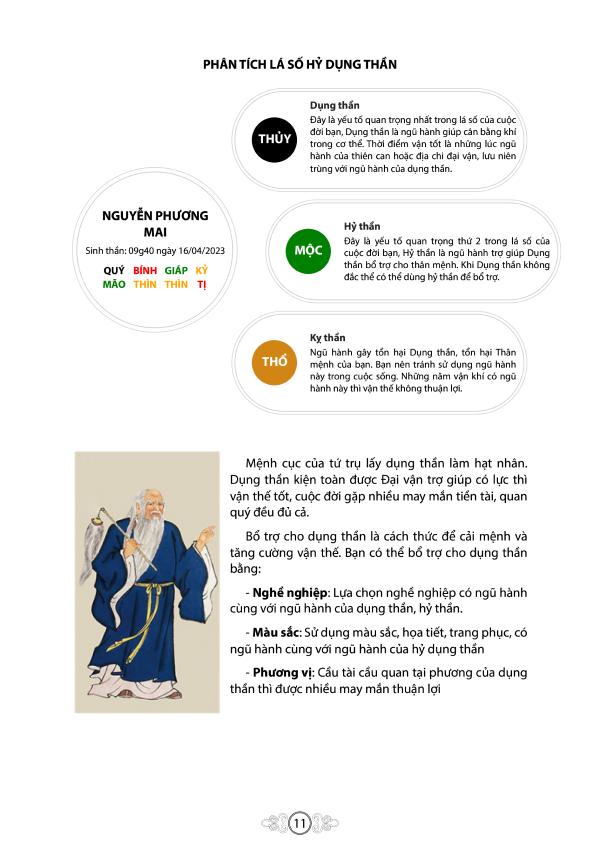 PHÂN TÍCH LÁ SỐ HỶ DỤNG THẦN
Dụng thần
Đây là yếu tố quan trọng nhất trong lá số của cuộc
đời bạn, Dụng thần là ngũ hành giúp cân bằng khí
trong cơ thể. Thời điểm vận tốt là những lúc ngũ
hành của thiên can hoặc địa chi đại vận, lưu niên
trùng với ngũ hành của dụng thần.
THỦY
NGUYỄN PHƯƠNG
MAI
Sinh thần: 09g40 ngày 16/04/2023
QUÝ BÍNH GIÁP KỶ
MÃO THÌN THÌN TỊ
Hỷ thần
Đây là yếu tố quan trọng thứ 2 trong lá số của
cuộc đời bạn, Hỷ thần là ngũ hành trợ giúp Dụng
thần bổ trợ cho thân mệnh. Khi Dụng thần không
đắc thể có thể dùng hỷ thần để bổ trợ.
MỘC
Kỵ thần
Ngũ hành gây tổn hại Dụng thần, tổn hại Thân
mệnh của bạn. Bạn nên tránh sử dụng ngũ hành
này trong cuộc sống. Những năm vận khí có ngũ
hành này thì vận thế không thuận lợi.
THỔ
Mệnh cục của tứ trụ lấy dụng thần làm hạt nhân.
Dụng thần kiện toàn được Đại vận trợ giúp có lực thì
vận thế tốt, cuộc đời gặp nhiều may mắn tiền tài, quan
quý đều đủ cả.
Bổ trợ cho dụng thần là cách thức để cải mệnh và
tăng cường vận thế. Bạn có thể bổ trợ cho dụng thần
bằng:
- Nghề nghiệp: Lựa chọn nghề nghiệp có ngũ hành
cùng với ngũ hành của dụng thần, hỷ thần.
- Màu sắc: Sử dụng màu sắc, họa tiết, trang phục, có
ngũ hành cùng với ngũ hành của hỷ dụng thần
- Phương vị: Cầu tài cầu quan tại phương của dụng
thần thì được nhiều may mắn thuận lợi
11